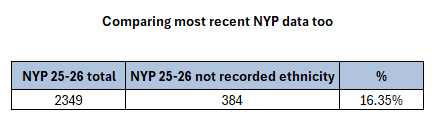 Comparing most recent NYP data too
NYP 25-26 total NYP 25-26 not recorded ethnicity %
2349 384 16.35%